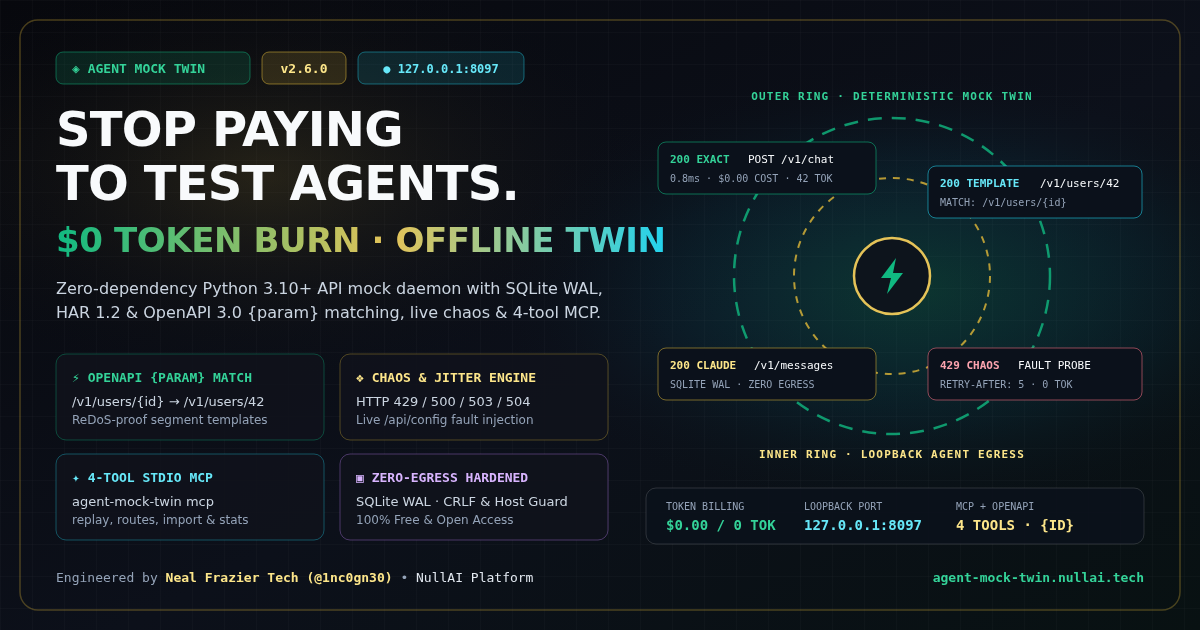 ◈ AGENT MOCK TWIN
v2.6.0
● 127.0.0.1:8097
STOP PAYING
TO TEST AGENTS.
$0 TOKEN BURN · OFFLINE TWIN
Zero-dependency Python 3.10+ API mock daemon with SQLite WAL,
HAR 1.2 & OpenAPI 3.0 {param} matching, live chaos & 4-tool MCP.
⚡ OPENAPI {PARAM} MATCH
/v1/users/{id} → /v1/users/42
ReDoS-proof segment templates
❖ CHAOS & JITTER ENGINE
HTTP 429 / 500 / 503 / 504
Live /api/config fault injection
✦ 4-TOOL STDIO MCP
agent-mock-twin mcp
replay, routes, import & stats
▣ ZERO-EGRESS HARDENED
SQLite WAL · CRLF & Host Guard
100% Free & Open Access
OUTER RING · DETERMINISTIC MOCK TWIN
200 EXACT POST /v1/chat
0.8ms · $0.00 COST · 42 TOK
200 TEMPLATE /v1/users/42
MATCH: /v1/users/{id}
200 CLAUDE /v1/messages
SQLITE WAL · ZERO EGRESS
429 CHAOS FAULT PROBE
RETRY-AFTER: 5 · 0 TOK
INNER RING · LOOPBACK AGENT EGRESS
TOKEN BILLING
$0.00 / 0 TOK
LOOPBACK PORT
127.0.0.1:8097
MCP + OPENAPI
4 TOOLS · {ID}
Engineered by Neal Frazier Tech (@1nc0gn30) • NullAI Platform
agent-mock-twin.nullai.tech